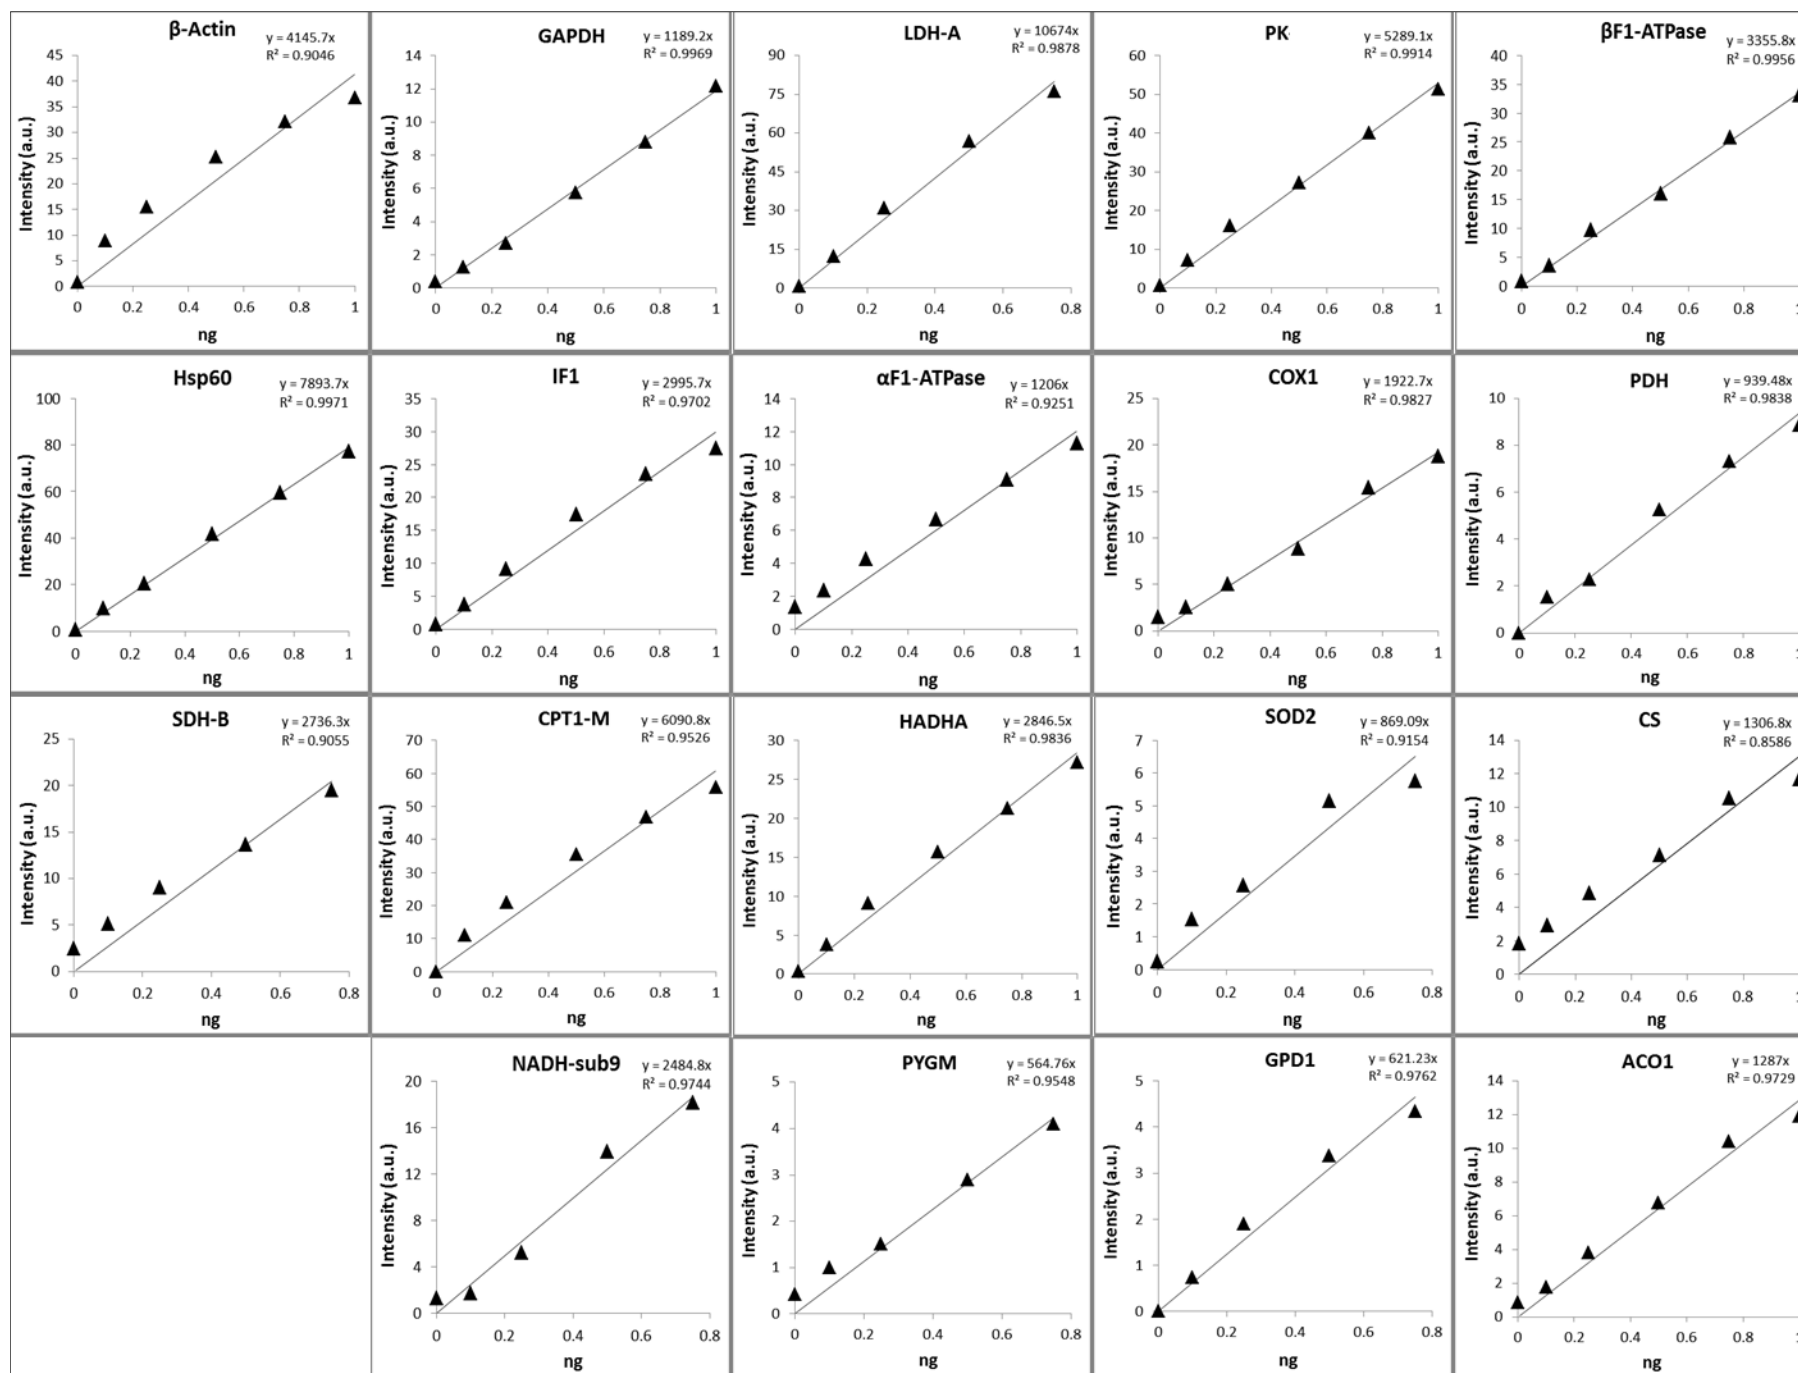 β-Actin
y = 4145.7x
R² = 0.9046
Intensity (a.u.)
45
40
35
30
25
20
15
10
5
0
0 0.2 0.4 0.6 0.8 1
ng
GAPDH
y = 1189.2x
R² = 0.9969
Intensity (a.u.)
14
12
10
8
6
4
2
0
0 0.2 0.4 0.6 0.8 1
ng
LDH-A
y = 10674x
R² = 0.9878
Intensity (a.u.)
90
75
60
30
15
0
0 0.2 0.4 0.6 0.8
ng
PK
y = 5289.1x
R² = 0.9914
Intensity (a.u.)
60
50
40
30
20
10
0
0 0.2 0.4 0.6 0.8 1
ng
βF1-ATPase
y = 3355.8x
R² = 0.9956
Intensity (a.u.)
40
35
30
25
20
15
10
5
0
0 0.2 0.4 0.6 0.8 1
ng
Hsp60
y = 7893.7x
R² = 0.9971
Intensity (a.u.)
100
80
60
40
20
0
0 0.2 0.4 0.6 0.8 1
ng
IF1
y = 2995.7x
R² = 0.9702
Intensity (a.u.)
35
30
25
20
15
10
5
0
0 0.2 0.4 0.6 0.8 1
ng
αF1-ATPase
y = 1206x
R² = 0.9251
Intensity (a.u.)
14
12
10
8
6
4
2
0
0 0.2 0.4 0.6 0.8 1
ng
COX1
y = 1922.7x
R² = 0.9827
Intensity (a.u.)
25
20
15
10
5
0
0 0.2 0.4 0.6 0.8 1
ng
PDH
y = 939.48x
R² = 0.9838
Intensity (a.u.)
10
8
6
4
2
0
0 0.2 0.4 0.6 0.8 1
ng
SDH-B
y = 2736.3x
R² = 0.9055
Intensity (a.u.)
25
20
15
10
5
0
0 0.2 0.4 0.6 0.8
ng
CPT1-M
y = 6090.8x
R² = 0.9526
Intensity (a.u.)
70
60
50
40
30
20
10
0
0 0.2 0.4 0.6 0.8 1
ng
HADHA
y = 2846.5x
R² = 0.9836
Intensity (a.u.)
30
25
20
15
10
5
0
0 0.2 0.4 0.6 0.8 1
ng
SOD2
y = 869.09x
R² = 0.9154
Intensity (a.u.)
7
6
5
4
3
2
1
0
0 0.2 0.4 0.6 0.8
ng
CS
y = 1306.8x
R² = 0.8586
Intensity (a.u.)
14
12
10
8
6
4
2
0
0 0.2 0.4 0.6 0.8 1
ng
NADH-sub9
y = 2484.8x
R² = 0.9744
Intensity (a.u.)
20
16
12
8
4
0
0 0.2 0.4 0.6 0.8
ng
PYGM
y = 564.76x
R² = 0.9548
Intensity (a.u.)
5
4
3
2
1
0
0 0.2 0.4 0.6 0.8
ng
GPD1
y = 621.23x
R² = 0.9762
Intensity (a.u.)
5
4
3
2
1
0
0 0.2 0.4 0.6 0.8
ng
ACO1
y = 1287x
R² = 0.9729
Intensity (a.u.)
14
12
10
8
6
4
2
0
0 0.2 0.4 0.6 0.8 1
ng